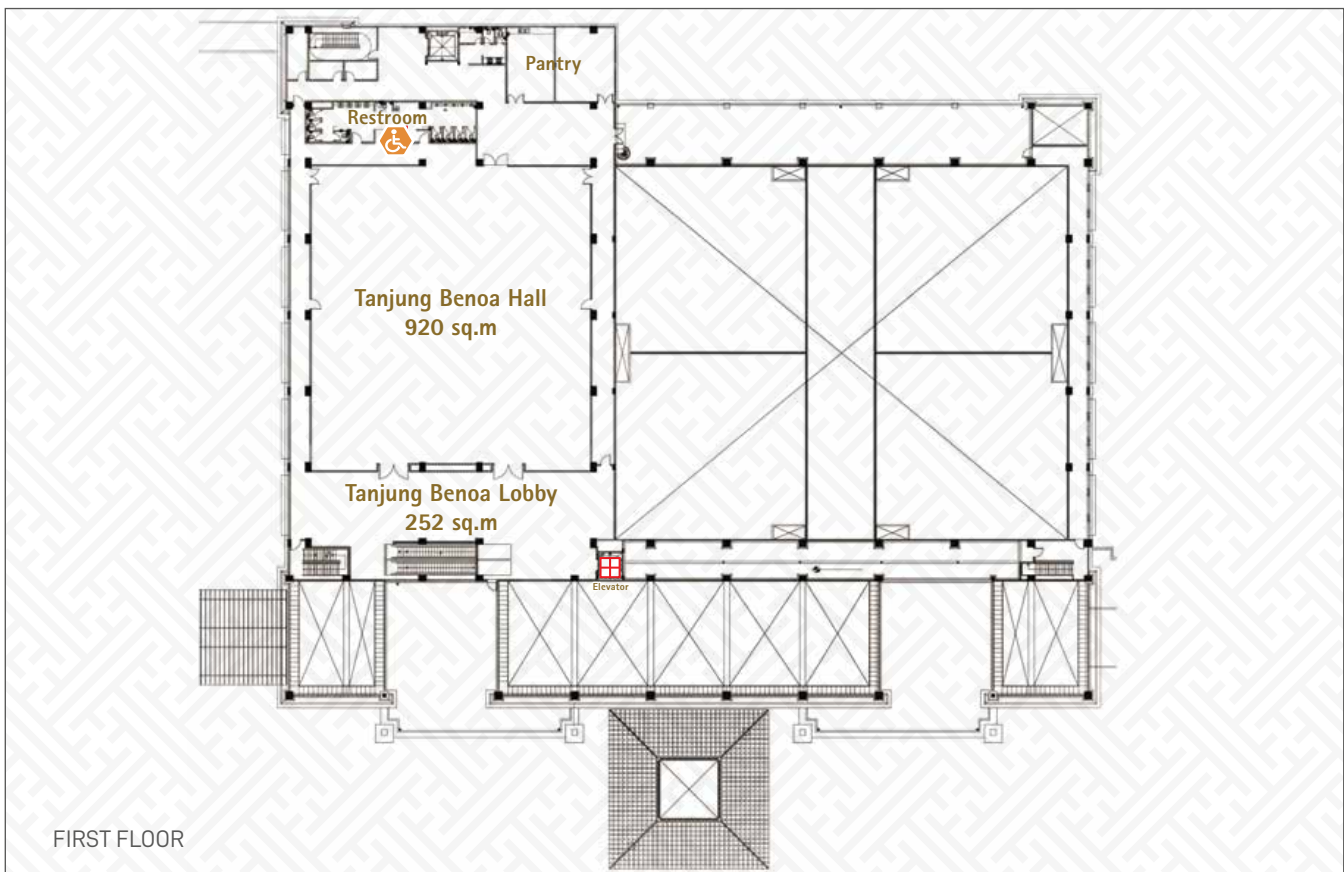 Pantry
Restroom
Tanjung Benoa Hall
920 sq.m
Tanjung Benoa Lobby
252 sq.m
Elevator
FIRST FLOOR